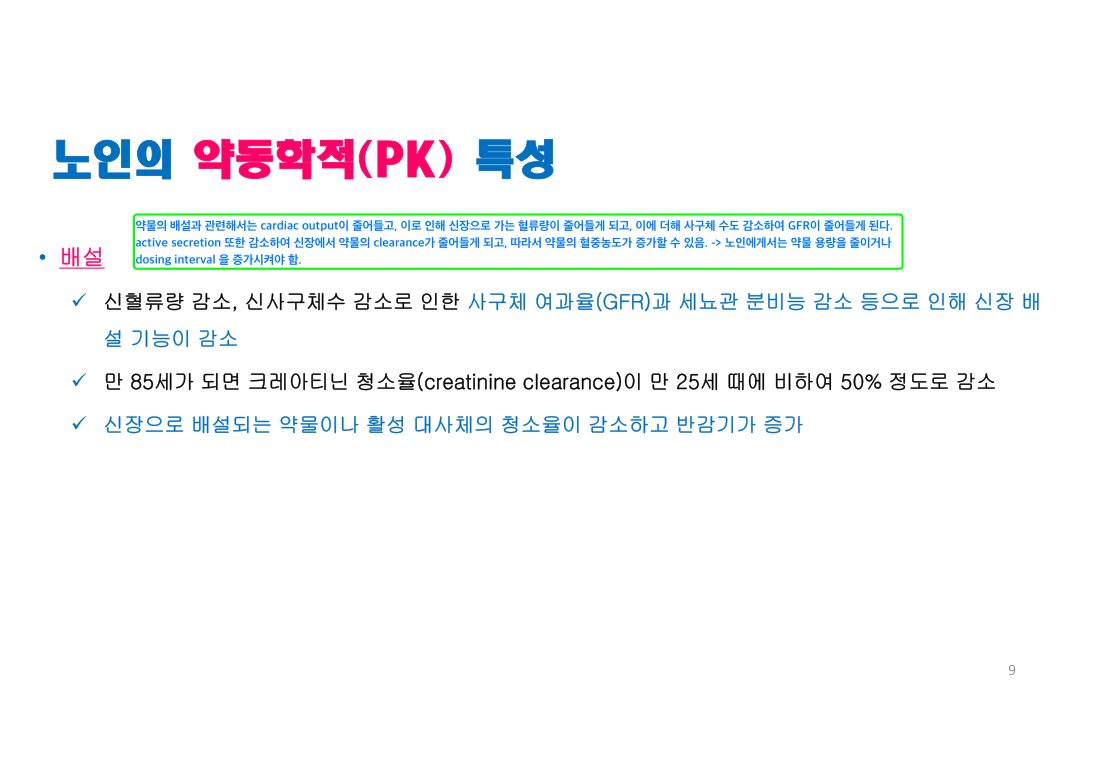 노인의 약동학적(PK) 특성
약물의 배설과 관련해서는 cardiac output이 줄어들고, 이로 인해 신장으로 가는 혈류량이 줄어들게 되고, 이에 더해 사구체 수도 감소하여 GFR이 줄어들게 된다.
active secretion 또한 감소하여 신장에서 약물의 clearance가 줄어들게 되고, 따라서 약물의 혈중농도가 증가할 수 있음. -> 노인에게서는 약물 용량을 줄이거나
dosing interval 을 증가시켜야 함.
• 배설
✓ 신혈류량 감소, 신사구체수 감소로 인한 사구체 여과율(GFR)과 세뇨관 분비능 감소 등으로 인해 신장 배
설 기능이 감소
✓ 만 85세가 되면 크레아티닌 청소율(creatinine clearance)이 만 25세 때에 비하여 50% 정도로 감소
✓ 신장으로 배설되는 약물이나 활성 대사체의 청소율이 감소하고 반감기가 증가
9